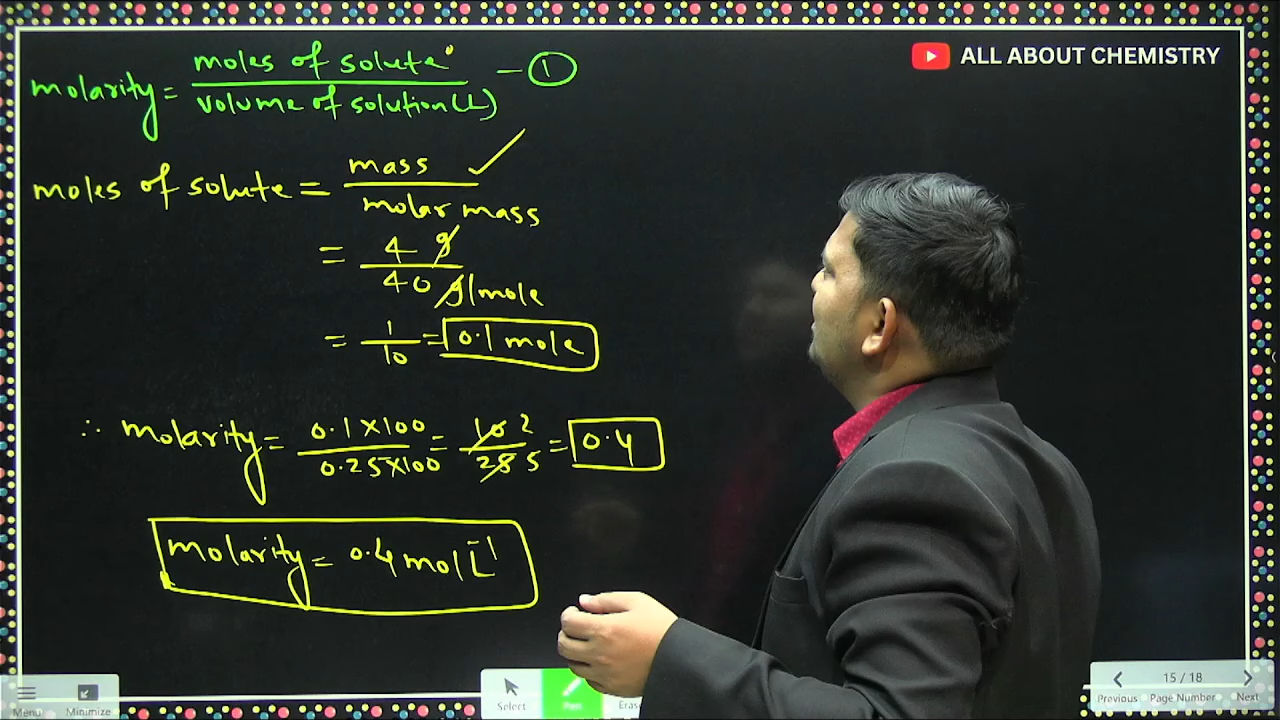 ALL ABOUT CHEMISTRY
molarity = moles of solute / volume of solution (L) - ①
moles of solute = mass / molar mass
= 4 g / 40 g/mole
= 1/10 = 0.1 mole
∴ molarity = 0.1×100 / 0.25×100 = 10 2 / 25 5 = 0.4
molarity = 0.4 mol L⁻¹
Menu
Minimize
Select
Pen
Previous
15 / 18
Page Number
Next